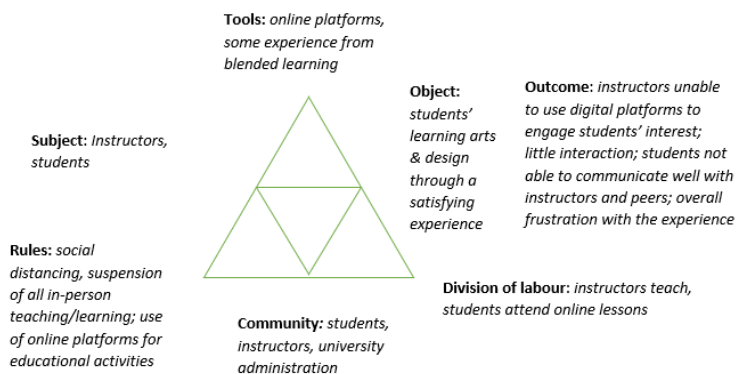 Tools: online platforms,
some experience from
blended learning
Subject: Instructors,
students
Object:
students’
learning arts
& design
through a
satisfying
experience
Outcome: instructors unable
to use digital platforms to
engage students’ interest;
little interaction; students not
able to communicate well with
instructors and peers; overall
frustration with the experience
Rules: social
distancing, suspension
of all in-person
teaching/learning; use
of online platforms for
educational activities
Community: students,
instructors, university
administration
Division of labour: instructors teach,
students attend online lessons